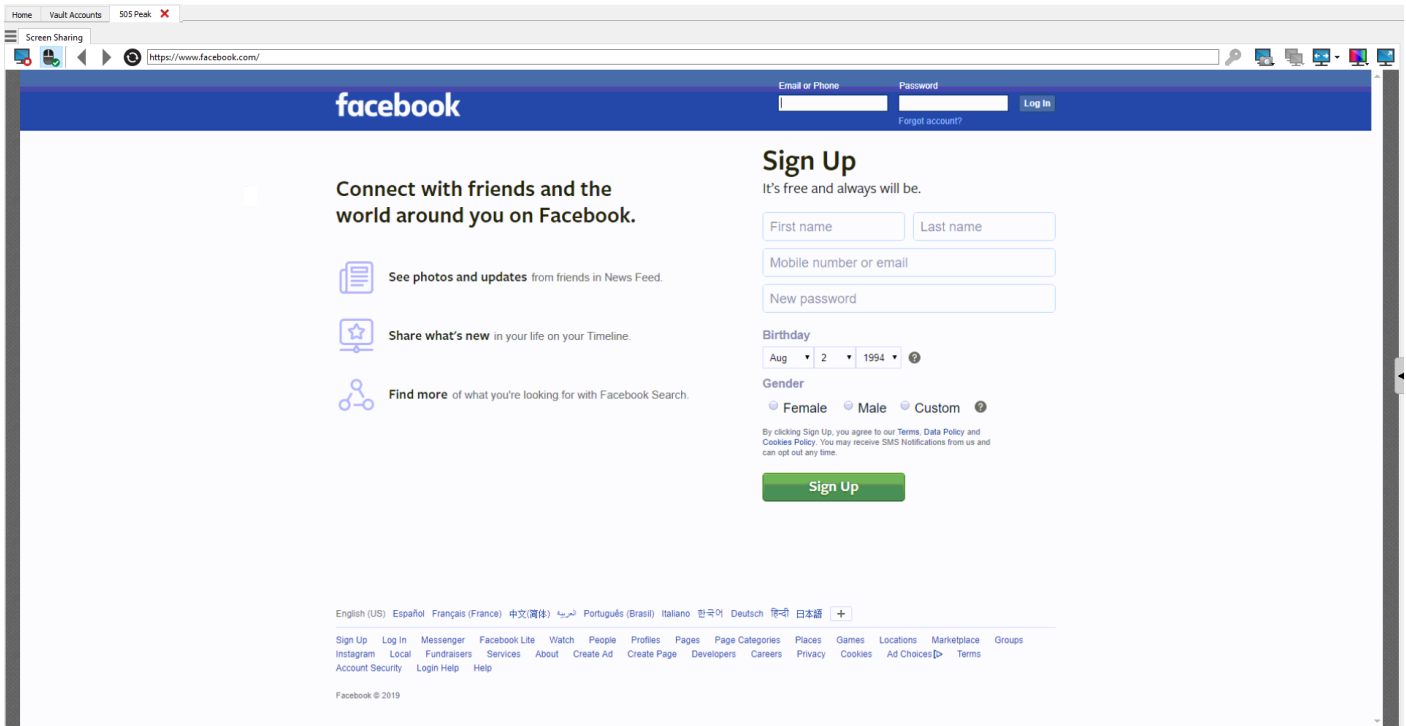 Home Vault Accounts 505 Peak
Screen Sharing
https://www.facebook.com/
facebook
Email or Phone Password
Log In
Forgot account?
Connect with friends and the
world around you on Facebook.
See photos and updates from friends in News Feed.
Share what's new in your life on your Timeline.
Find more of what you're looking for with Facebook Search.
Sign Up
It's free and always will be.
First name Last name
Mobile number or email
New password
Birthday
Aug 2 1994 ?
Gender
Female Male Custom ?
By clicking Sign Up, you agree to our Terms, Data Policy and
Cookies Policy. You may receive SMS Notifications from us and
can opt out any time.
Sign Up
English (US) Español Français (France) 中文(简体) العربية Português (Brasil) Italiano 한국어 Deutsch हिन्दी 日本語 +
Sign Up Log In Messenger Facebook Lite Watch People Profiles Pages Page Categories Places Games Locations Marketplace Groups
Instagram Local Fundraisers Services About Create Ad Create Page Developers Careers Privacy Cookies Ad Choices Terms
Account Security Login Help Help
Facebook © 2019